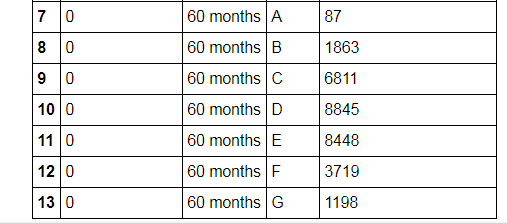 7 0 60 months A 87
8 0 60 months B 1863
9 0 60 months C 6811
10 0 60 months D 8845
11 0 60 months E 8448
12 0 60 months F 3719
13 0 60 months G 1198